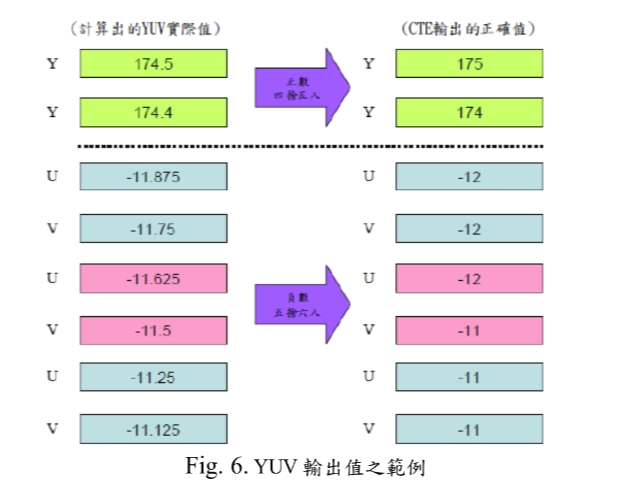 (計算出的YUV實際值) (CTE輸出的正確值)
Y 174.5 正數 Y 175
四捨五入
Y 174.4 Y 174
U -11.875 U -12
V -11.75 V -12
U -11.625 U -12
負數
五捨六入
V -11.5 V -11
U -11.25 U -11
V -11.125 V -11
Fig. 6. YUV 輸出值之範例